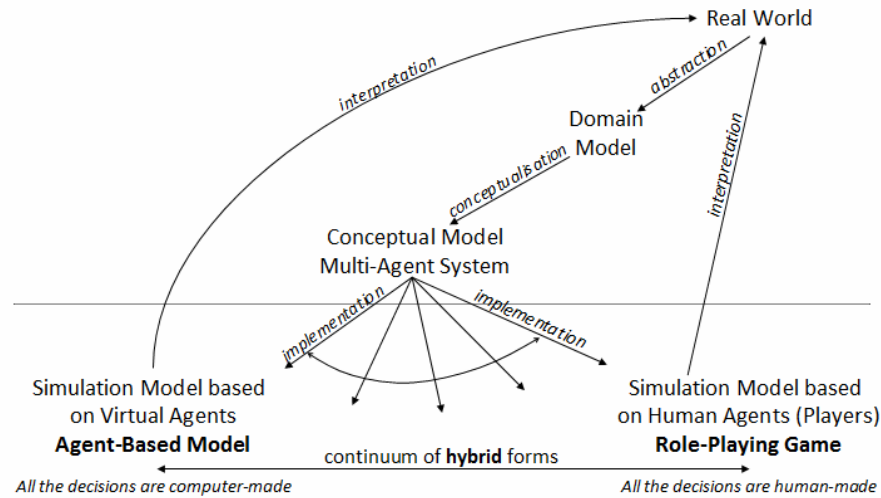 Real World
abstraction
interpretation
Domain
Model
interpretation
conceptualisation
Conceptual Model
Multi-Agent System
implementation
implementation
Simulation Model based
on Virtual Agents
Agent-Based Model
Simulation Model based
on Human Agents (Players)
Role-Playing Game
continuum of hybrid forms
All the decisions are computer-made
All the decisions are human-made